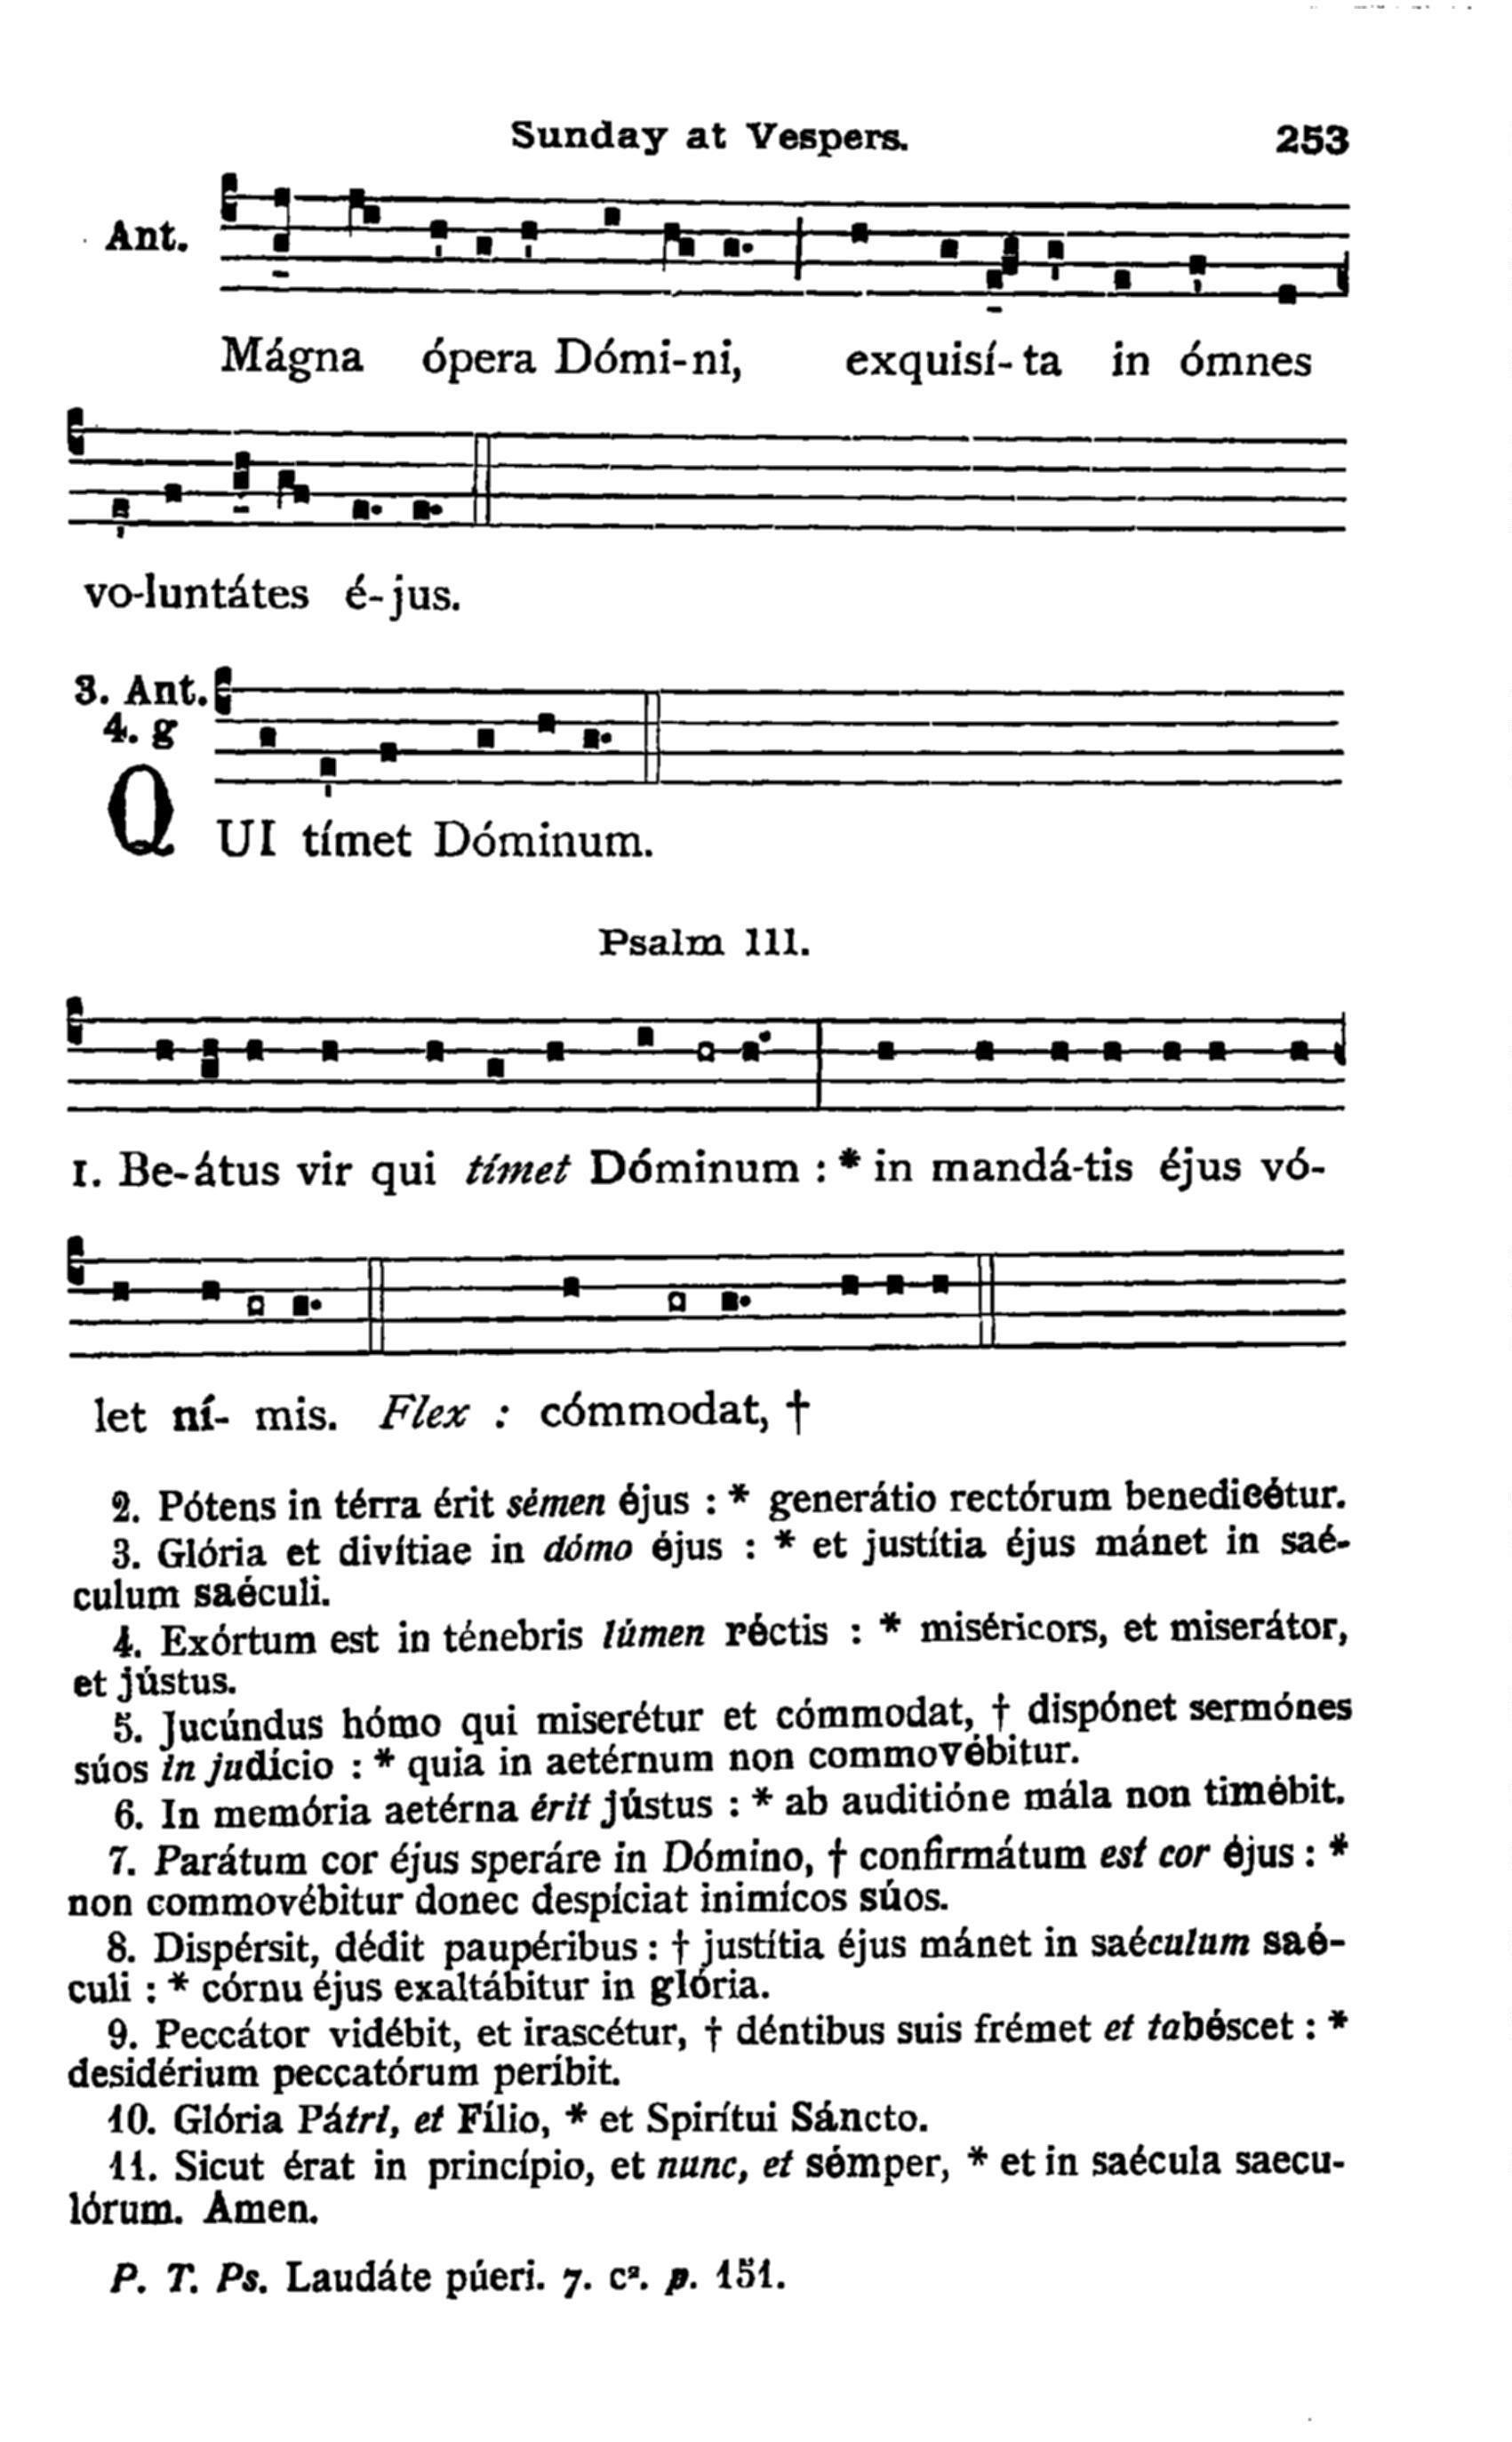 Sunday at Vespers. 253
Ant.
Mágna ópera Dómi-ni, exquisí-ta in ómnes
vo-luntátes é-jus.
3. Ant.
4. g
QUI tímet Dóminum.
Psalm 111.
1. Be-átus vir qui tímet Dóminum : * in mandá-tis éjus vó-
let ní- mis. Flex : cómmodat, †
2. Pótens in térra érit sémen éjus : * generátio rectórum benedicétur.
3. Glória et divítiae in dómo éjus : * et justítia éjus mánet in saé-
culum saéculi.
4. Exórtum est in ténebris lúmen réctis : * miséricors, et miserátor,
et jústus.
5. Jucúndus hómo qui miserétur et cómmodat, † dispónet sermónes
súos in judício : * quia in aetérnum non commovébitur.
6. In memória aetérna érit jústus : * ab auditióne mála non timébit.
7. Parátum cor éjus speráre in Dómino, † confirmátum est cor éjus : *
non commovébitur donec despíciat inimícos súos.
8. Dispérsit, dédit paupéribus : † justítia éjus mánet in saéculum saé-
culi : * córnu éjus exaltábitur in glória.
9. Peccátor vidébit, et irascétur, † déntibus suis frémet et tabéscet : *
desidérium peccatórum períbit.
10. Glória Pátri, et Fílio, * et Spirítui Sáncto.
11. Sicut érat in princípio, et nunc, et sémper, * et in saécula saecu-
lórum. Amen.
P. T. Ps. Laudáte púeri. 7. c². p. 151.